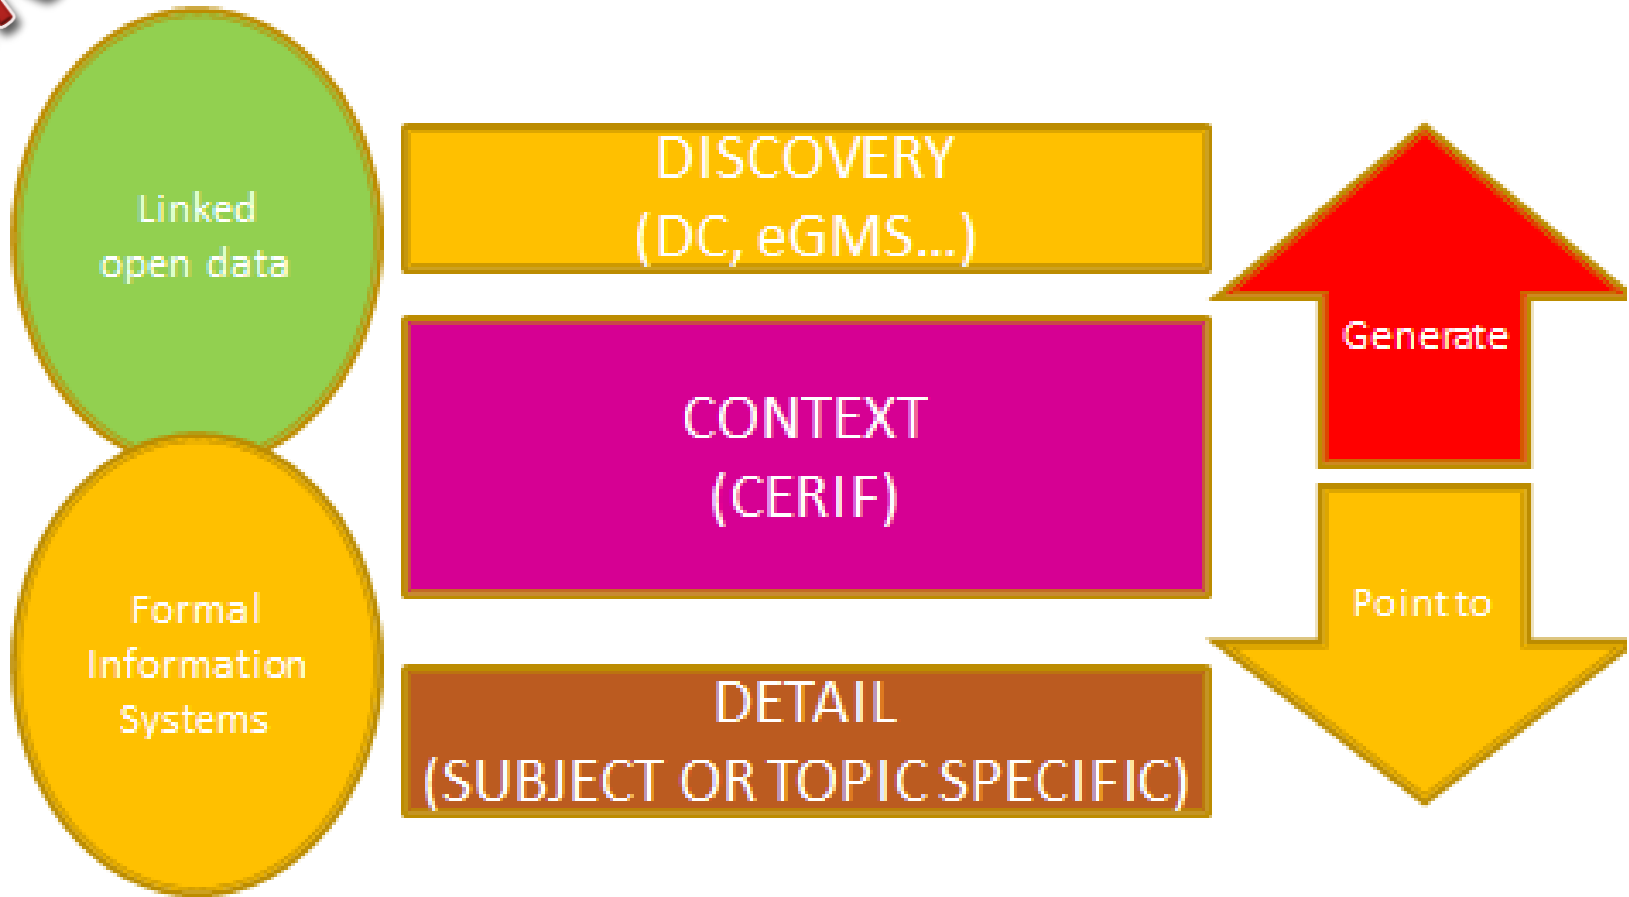 Linked
open data
DISCOVERY
(DC, eGMS...)
Generate
CONTEXT
(CERIF)
Formal
Information
Systems
Point to
DETAIL
(SUBJECT OR TOPIC SPECIFIC)